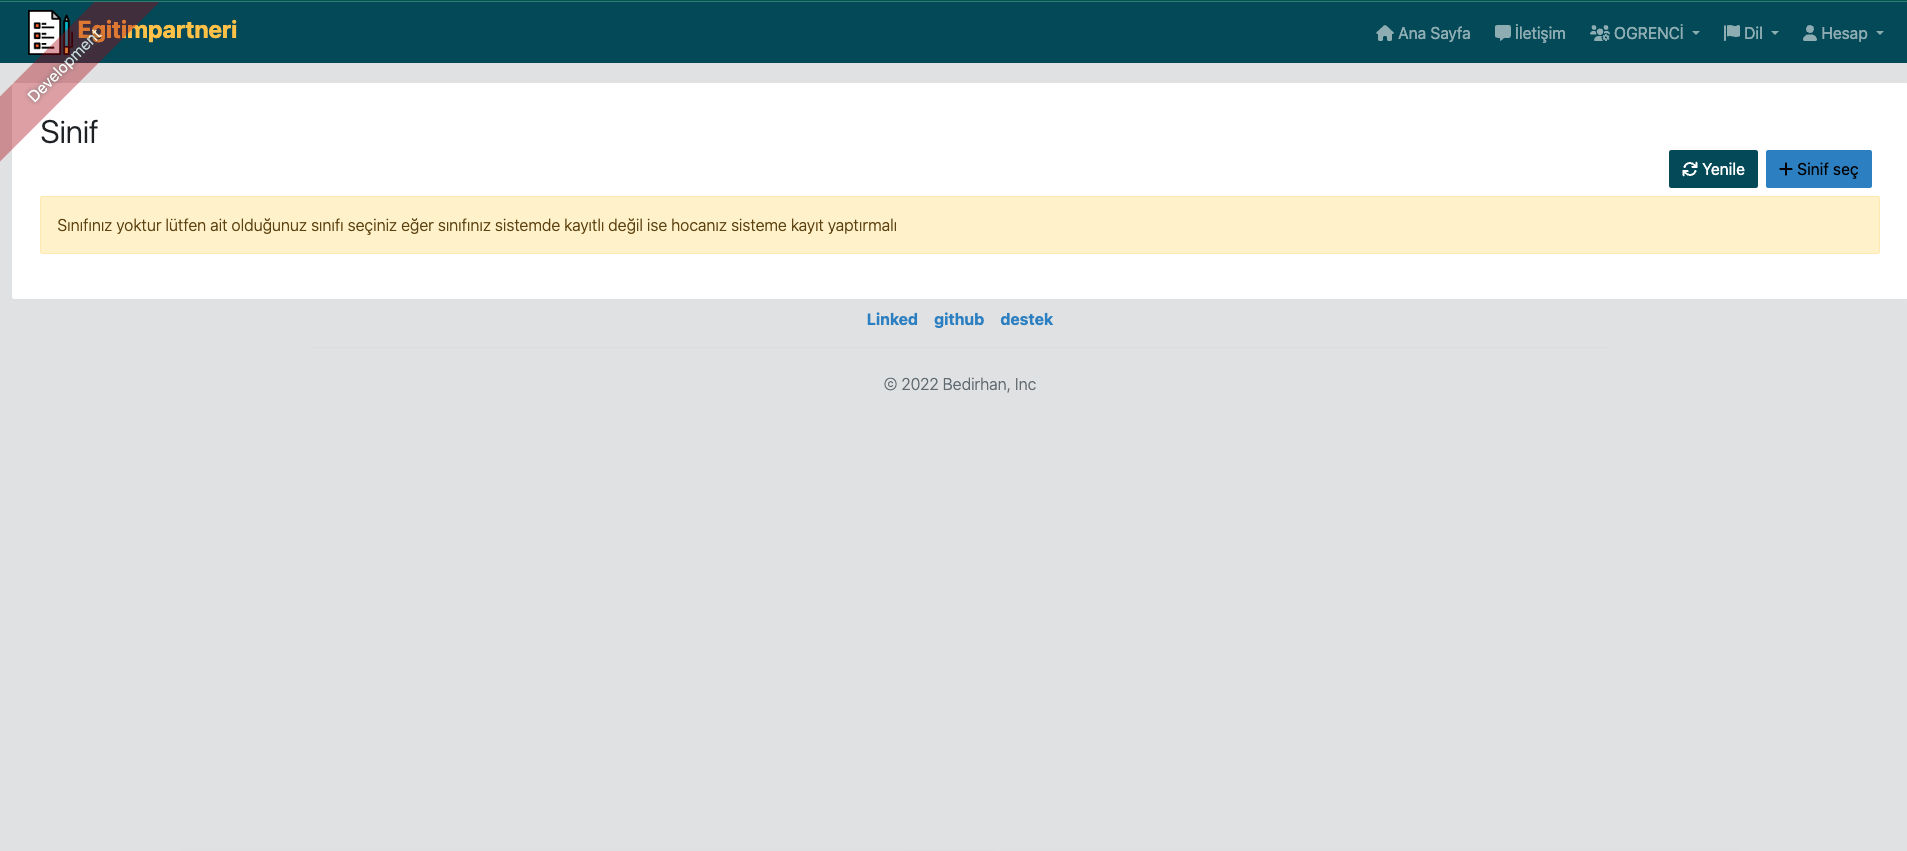 Egitimpartneri
Development
Ana Sayfa İletişim OGRENCİ Dil Hesap
Sinif
Yenile Sinif seç
Sınıfınız yoktur lütfen ait olduğunuz sınıfı seçiniz eğer sınıfınız sistemde kayıtlı değil ise hocanız sisteme kayıt yaptırmalı
Linked github destek
© 2022 Bedirhan, Inc